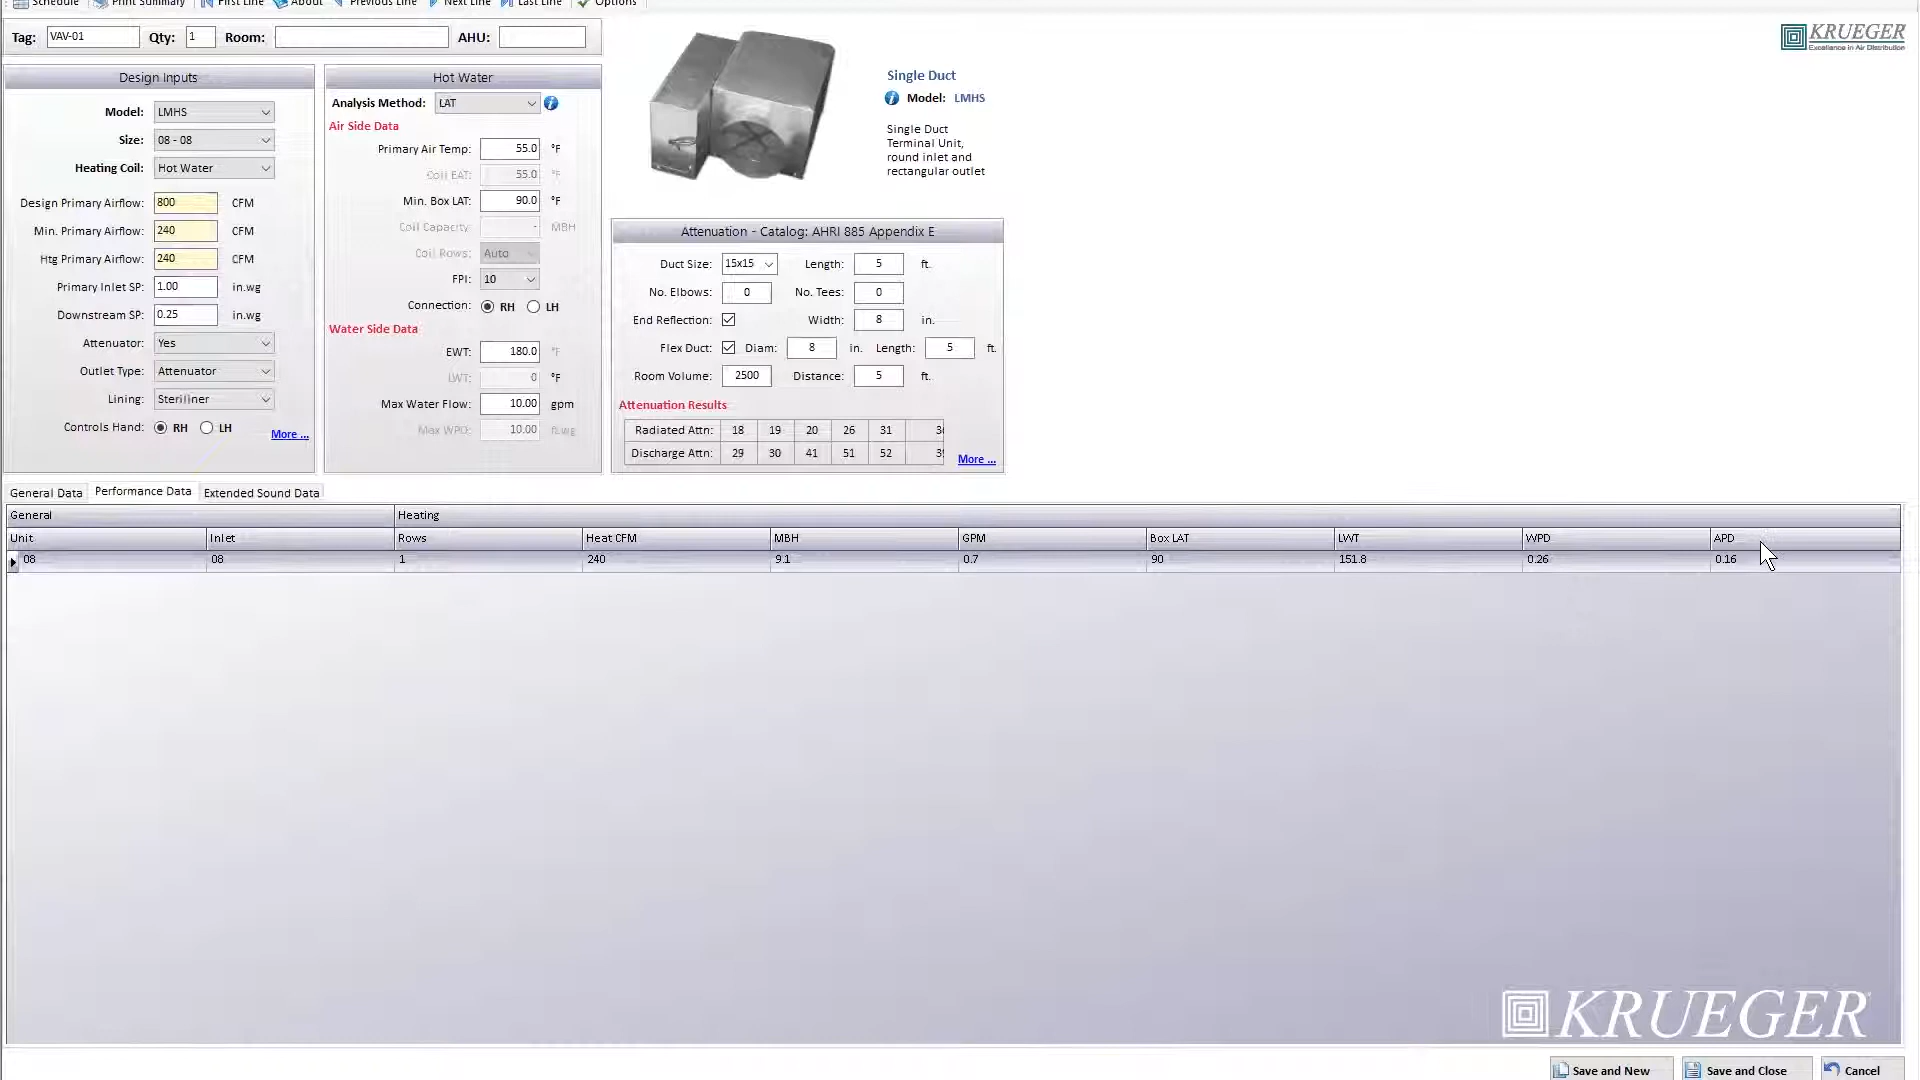 Schedule Print Summary First Line About Previous Line Next Line Last Line Options
Tag: VAV-01 Qty: 1 Room: AHU:
KRUEGER
Excellence in Air Distribution
Design Inputs
Model: LMHS
Size: 08 - 08
Heating Coil: Hot Water
Design Primary Airflow: 800 CFM
Min. Primary Airflow: 240 CFM
Htg Primary Airflow: 240 CFM
Primary Inlet SP: 1.00 in.wg
Downstream SP: 0.25 in.wg
Attenuator: Yes
Outlet Type: Attenuator
Lining: Steriliner
Controls Hand: RH LH
More ...
Hot Water
Analysis Method: LAT
Air Side Data
Primary Air Temp: 55.0 °F
Coil EAT: 55.0 °F
Min. Box LAT: 90.0 °F
Coil Capacity: - MBH
Coil Rows: Auto
FPI: 10
Connection: RH LH
Water Side Data
EWT: 180.0 °F
LWT: 0 °F
Max Water Flow: 10.00 gpm
Max WPD: 10.00 ft.wg
Single Duct
Model: LMHS
Single Duct
Terminal Unit,
round inlet and
rectangular outlet
Attenuation - Catalog: AHRI 885 Appendix E
Duct Size: 15x15 Length: 5 ft.
No. Elbows: 0 No. Tees: 0
End Reflection: Width: 8 in.
Flex Duct: Diam: 8 in. Length: 5 ft.
Room Volume: 2500 Distance: 5 ft.
Attenuation Results
Radiated Attn: 18 19 20 26 31
Discharge Attn: 29 30 41 51 52
More ...
General Data Performance Data Extended Sound Data
General Heating
Unit Inlet Rows Heat CFM MBH GPM Box LAT LWT WPD APD
08 08 1 240 9.1 0.7 90 151.8 0.26 0.16
KRUEGER
Save and New Save and Close Cancel